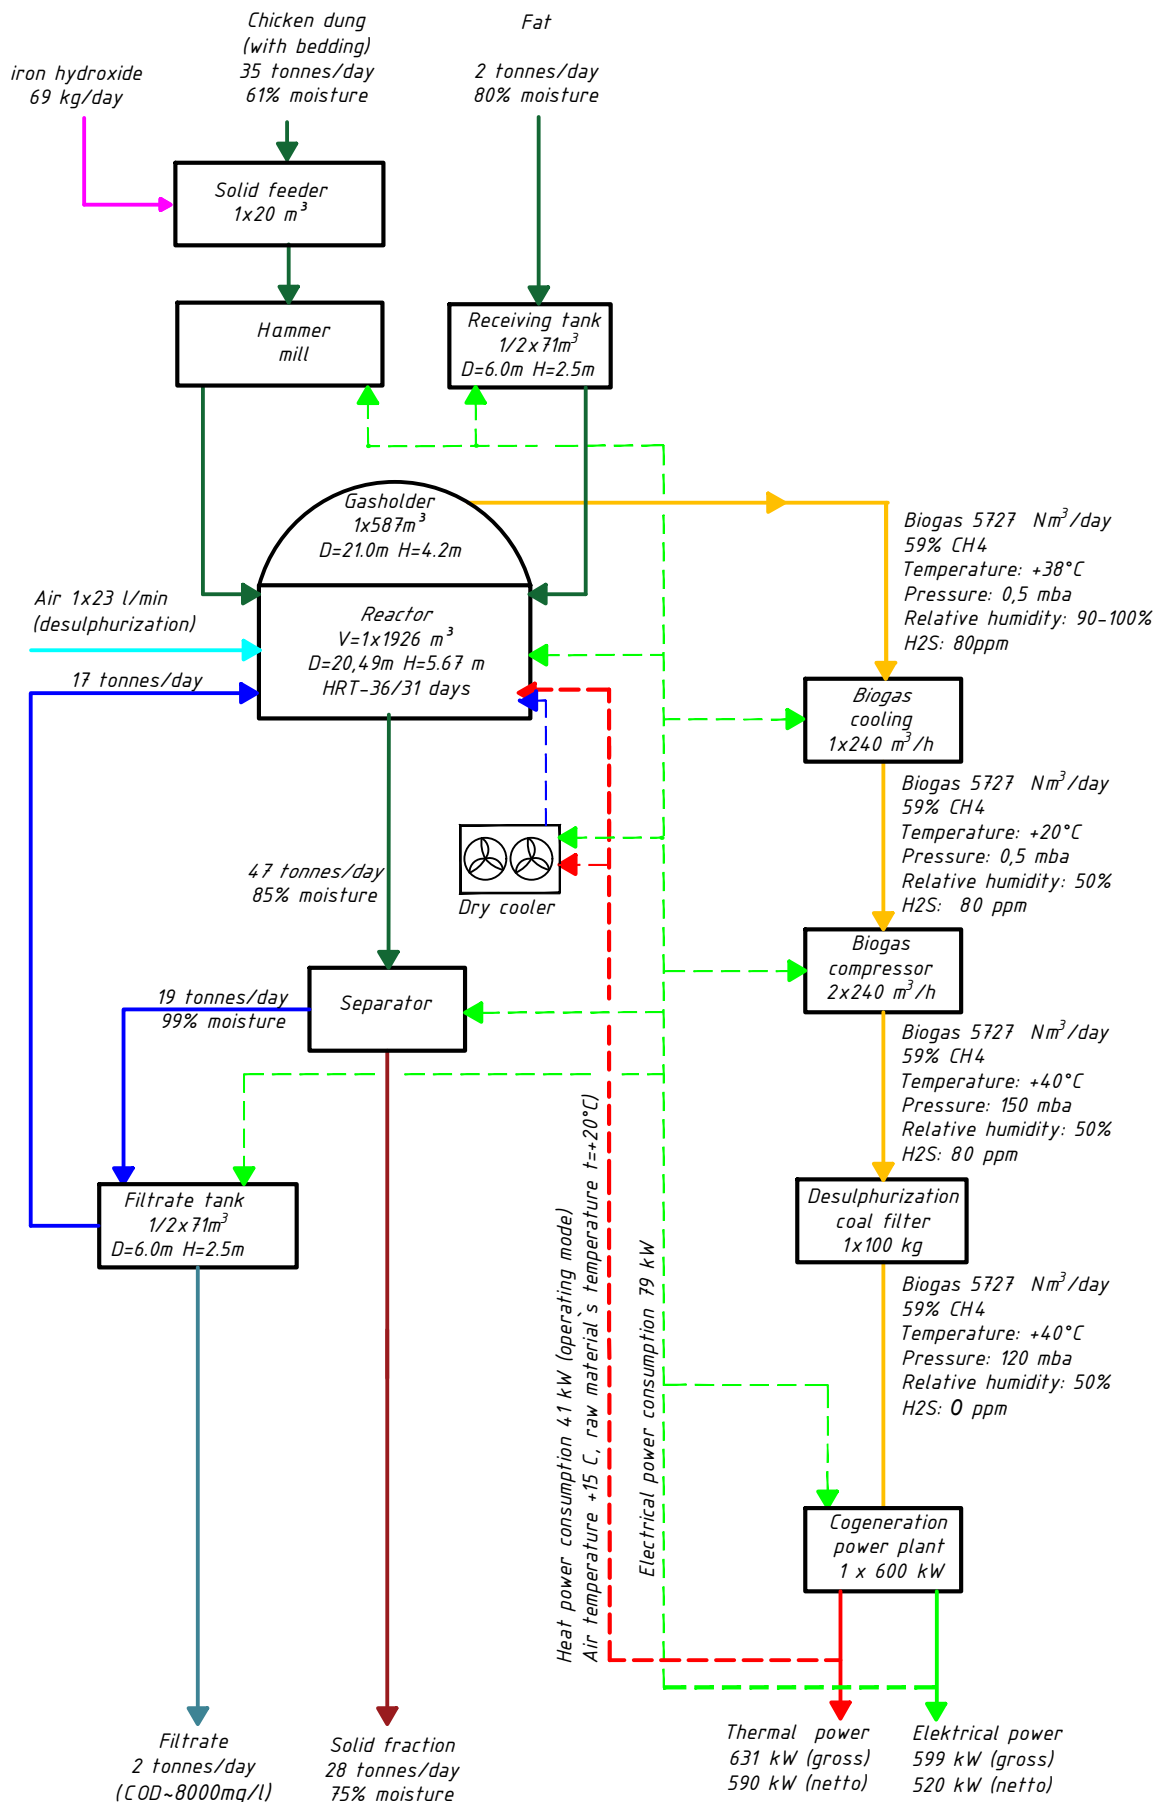 Chicken dung
(with bedding)
35 tonnes/day
61% moisture
Fat
2 tonnes/day
80% moisture
iron hydroxide
69 kg/day
Solid feeder
1x20 m³
Hammer
mill
Receiving tank
1/2x71m³
D=6.0m H=2.5m
Gasholder
1x587m³
D=21.0m H=4.2m
Biogas 5727 Nm³/day
59% CH4
Temperature: +38°C
Pressure: 0,5 mba
Relative humidity: 90-100%
H2S: 80ppm
Air 1x23 l/min
(desulphurization)
Reactor
V=1x1926 m³
D=20,49m H=5.67 m
HRT-36/31 days
17 tonnes/day
Biogas
cooling
1x240 m³/h
Biogas 5727 Nm³/day
59% CH4
Temperature: +20°C
Pressure: 0,5 mba
Relative humidity: 50%
H2S: 80 ppm
47 tonnes/day
85% moisture
Dry cooler
Biogas
compressor
2x240 m³/h
Separator
19 tonnes/day
99% moisture
Biogas 5727 Nm³/day
59% CH4
Temperature: +40°C
Pressure: 150 mba
Relative humidity: 50%
H2S: 80 ppm
Filtrate tank
1/2x71m³
D=6.0m H=2.5m
Desulphurization
coal filter
1x100 kg
Heat power consumption 41 kW (operating mode)
Air temperature +15 C, raw material`s temperature t=+20°C)
Electrical power consumption 79 kW
Biogas 5727 Nm³/day
59% CH4
Temperature: +40°C
Pressure: 120 mba
Relative humidity: 50%
H2S: 0 ppm
Cogeneration
power plant
1 x 600 kW
Filtrate
2 tonnes/day
(COD~8000mg/l)
Solid fraction
28 tonnes/day
75% moisture
Thermal power
631 kW (gross)
590 kW (netto)
Elektrical power
599 kW (gross)
520 kW (netto)